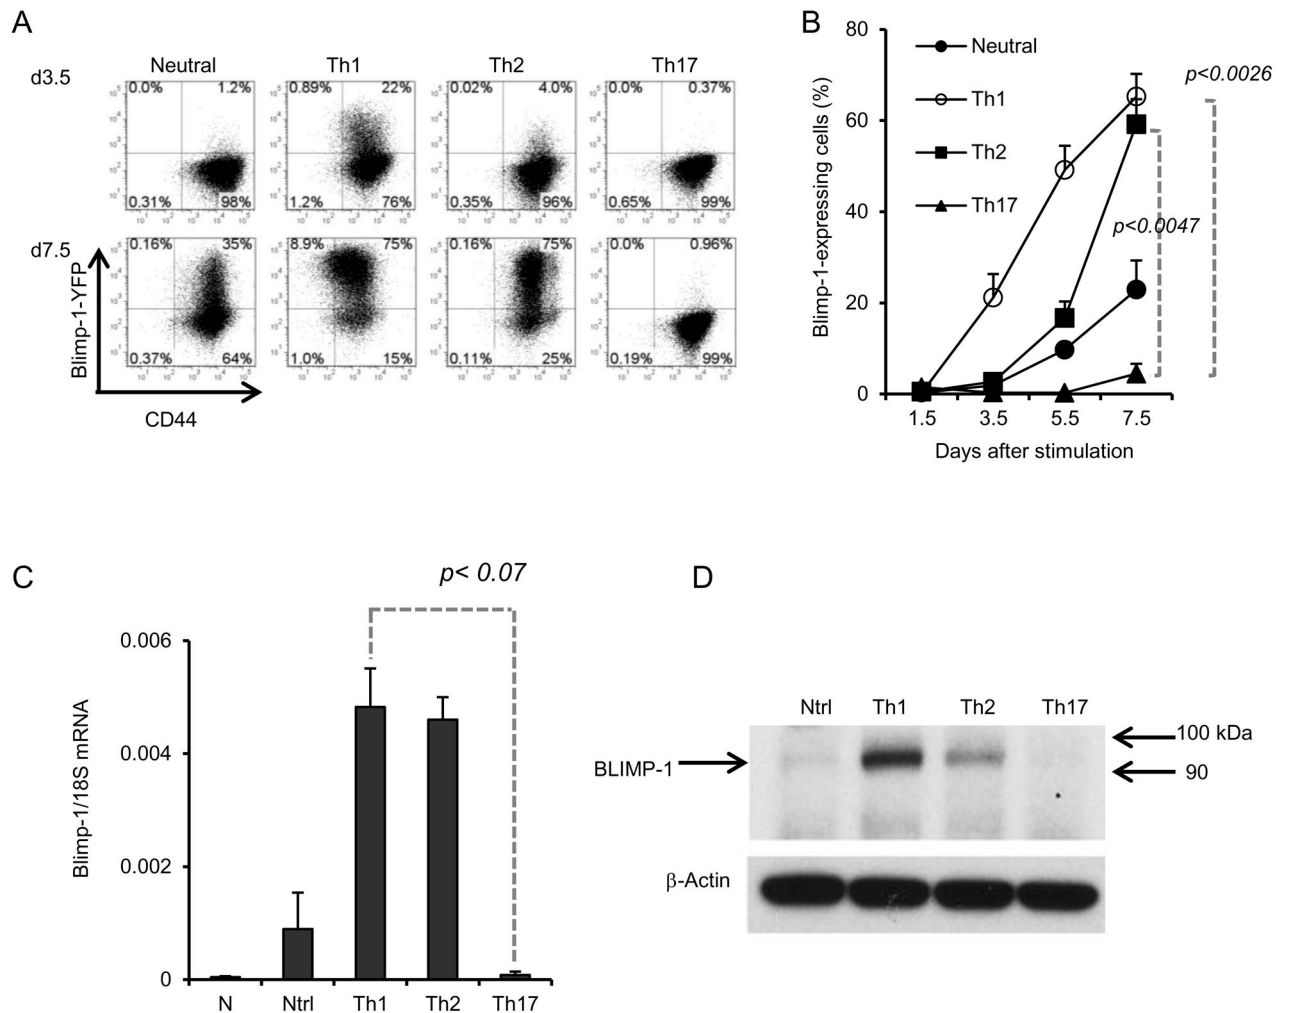 A
Neutral Th1 Th2 Th17
d3.5
0.0% 1.2% 0.89% 22% 0.02% 4.0% 0.0% 0.37%
0.31% 98% 1.2% 76% 0.35% 96% 0.65% 99%
d7.5
0.16% 35% 8.9% 75% 0.16% 75% 0.0% 0.96%
0.37% 64% 1.0% 15% 0.11% 25% 0.19% 99%
Blimp-1-YFP
CD44
B
Blimp-1-expressing cells (%)
80
60
40
20
0
Neutral
Th1
Th2
Th17
p<0.0026
p<0.0047
1.5 3.5 5.5 7.5
Days after stimulation
C
p< 0.07
Blimp-1/18S mRNA
0.006
0.004
0.002
0
N Ntrl Th1 Th2 Th17
D
Ntrl Th1 Th2 Th17
100 kDa
BLIMP-1
90
β-Actin